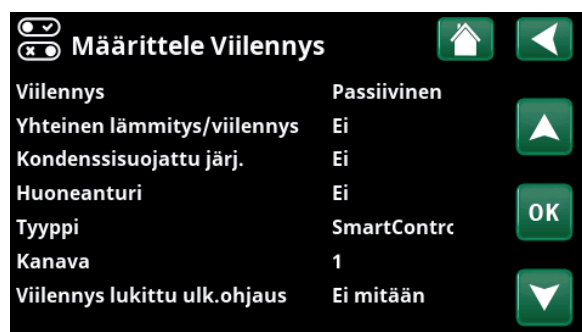 Määrittele Viilennys
Viilennys Passiivinen
Yhteinen lämmitys/viilennys Ei
Kondenssisuojattu järj. Ei
Huoneanturi Ei
Tyyppi SmartContrc
OK
Kanava 1
Viilennys lukittu ulk.ohjaus Ei mitään